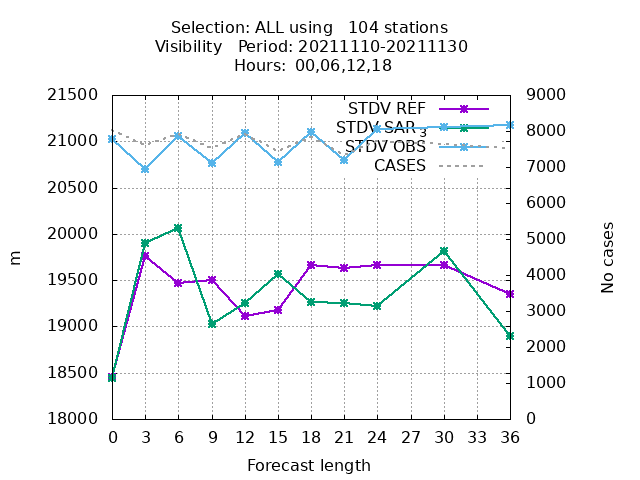 Selection: ALL using   104 stations
Visibility   Period: 20211110-20211130
Hours:  00,06,12,18
STDV REF
STDV SAR_3
STDV OBS
CASES
21500
21000
20500
20000
19500
19000
18500
18000
m
9000
8000
7000
6000
5000
4000
3000
2000
1000
0
No cases
0 3 6 9 12 15 18 21 24 27 30 33 36
Forecast length